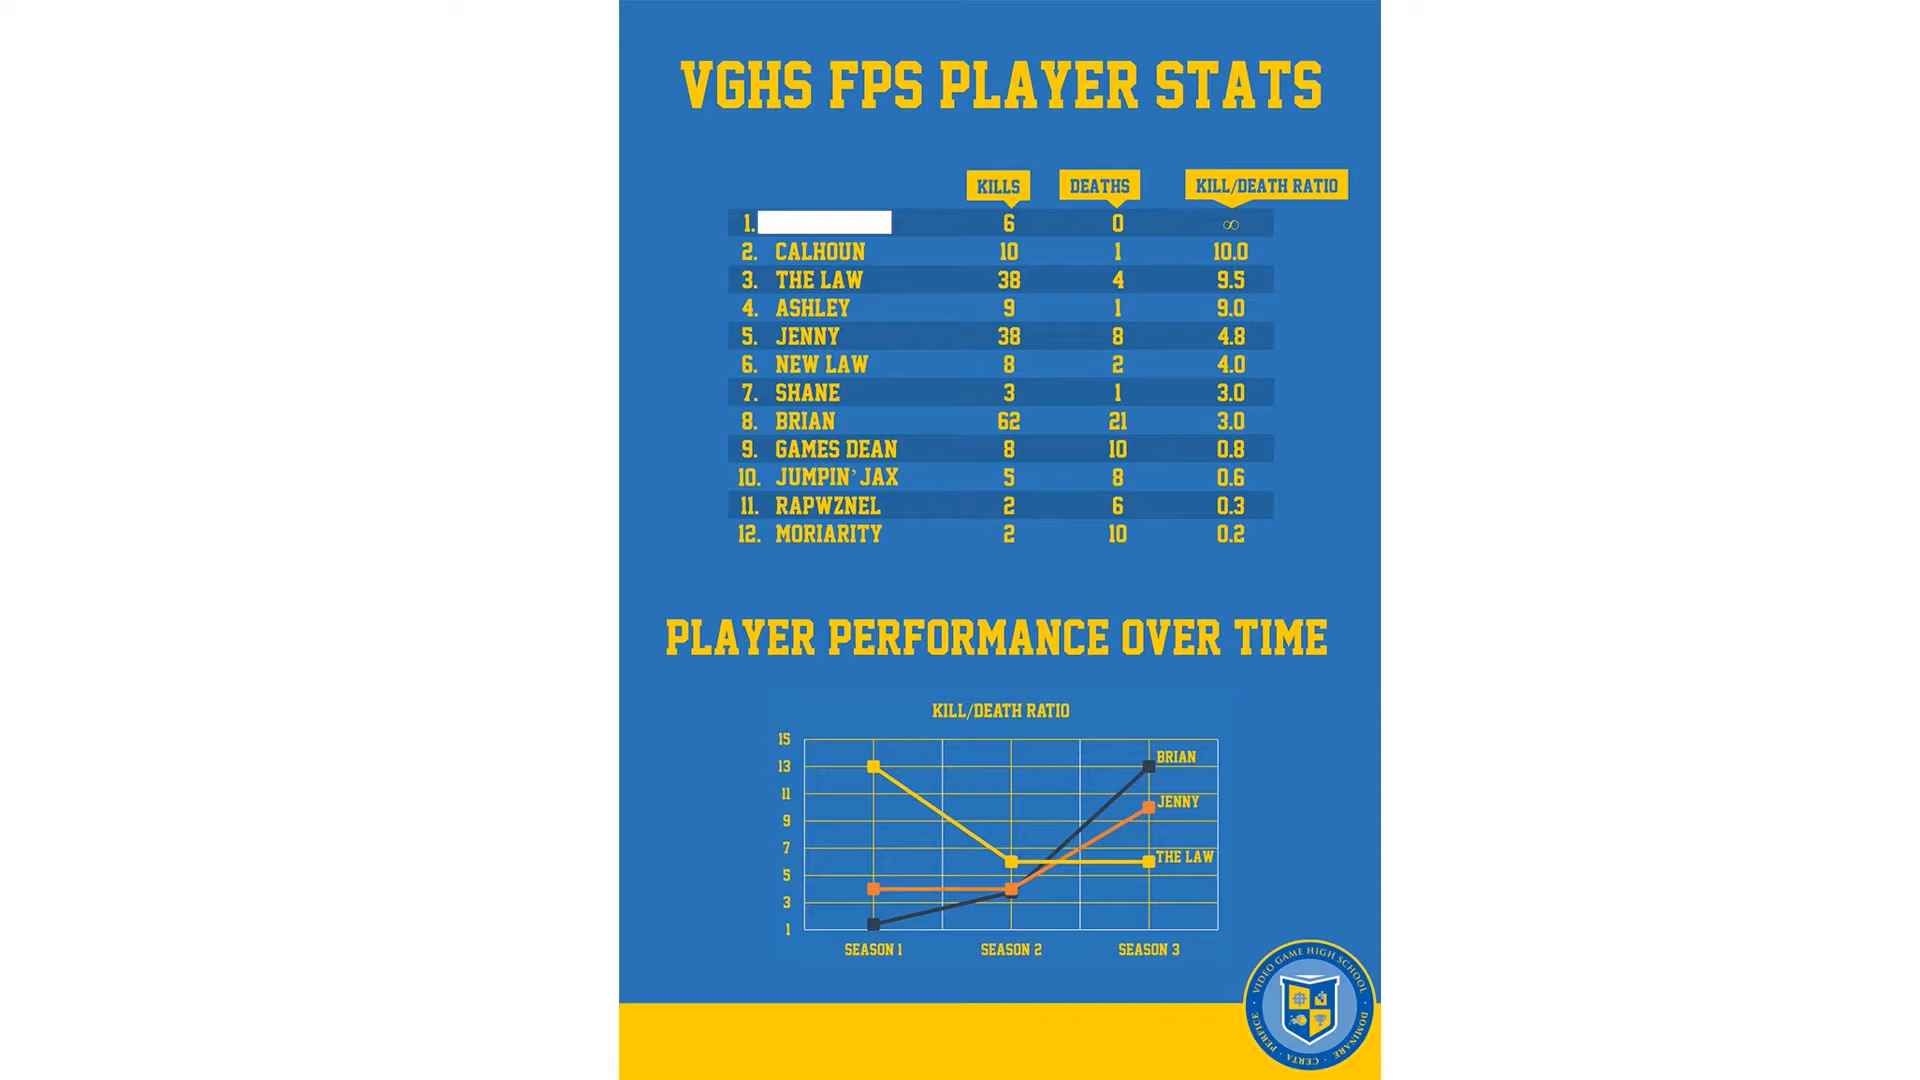 VGHS FPS PLAYER STATS
KILLS DEATHS KILL/DEATH RATIO
1. 6 0 ∞
2. CALHOUN 10 1 10.0
3. THE LAW 38 4 9.5
4. ASHLEY 9 1 9.0
5. JENNY 38 8 4.8
6. NEW LAW 8 2 4.0
7. SHANE 3 1 3.0
8. BRIAN 62 21 3.0
9. GAMES DEAN 8 10 0.8
10. JUMPIN' JAX 5 8 0.6
11. RAPWZNEL 2 6 0.3
12. MORIARITY 2 10 0.2
PLAYER PERFORMANCE OVER TIME
KILL/DEATH RATIO
15
13
11
9
7
5
3
1
BRIAN
JENNY
THE LAW
SEASON 1 SEASON 2 SEASON 3
VIDEO GAME HIGH SCHOOL
DOMINARE · CERTA · PERFICE